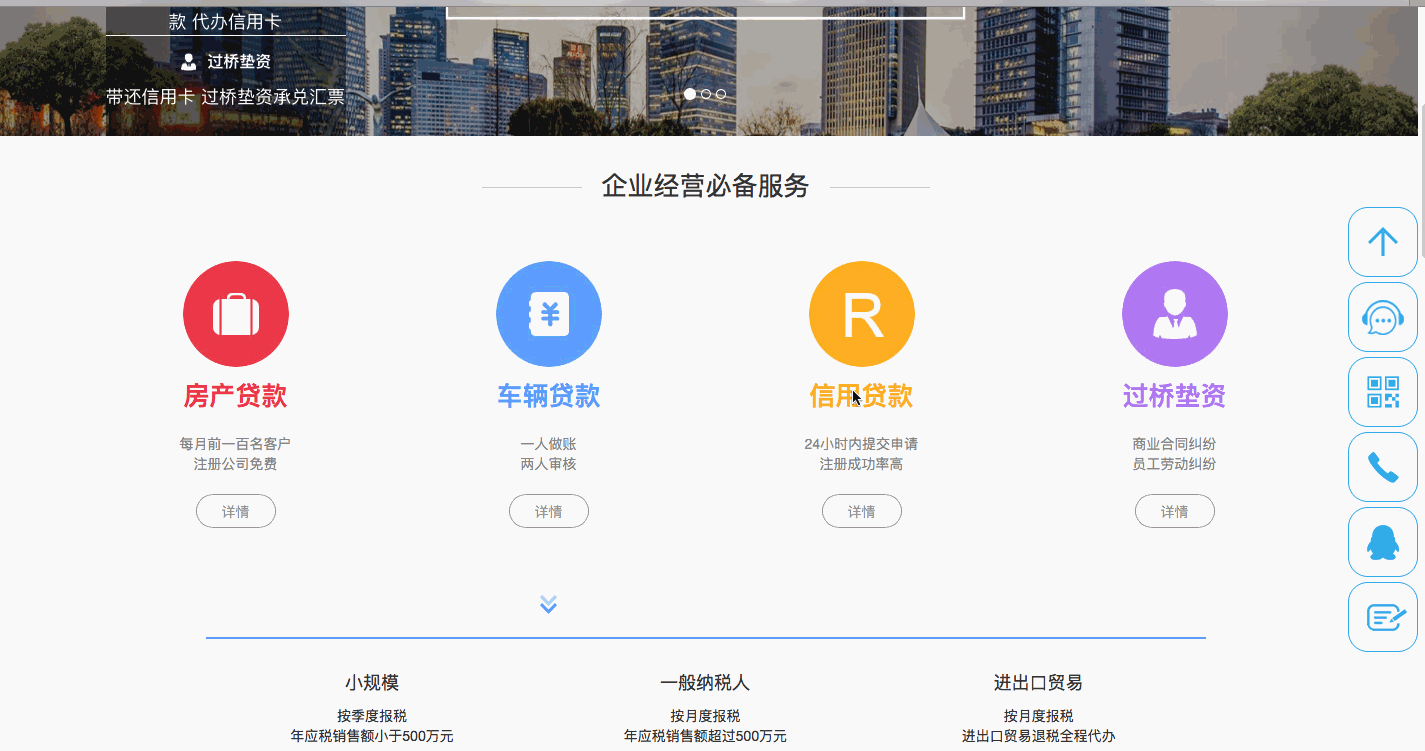 款 代办信用卡
过桥垫资
带还信用卡 过桥垫资承兑汇票
企业经营必备服务
房产贷款
每月前一百名客户
注册公司免费
详情
车辆贷款
一人做账
两人审核
详情
信用贷款
24小时内提交申请
注册成功率高
详情
过桥垫资
商业合同纠纷
员工劳动纠纷
详情
小规模
按季度报税
年应税销售额小于500万元
一般纳税人
按月度报税
年应税销售额超过500万元
进出口贸易
按月度报税
进出口贸易退税全程代办